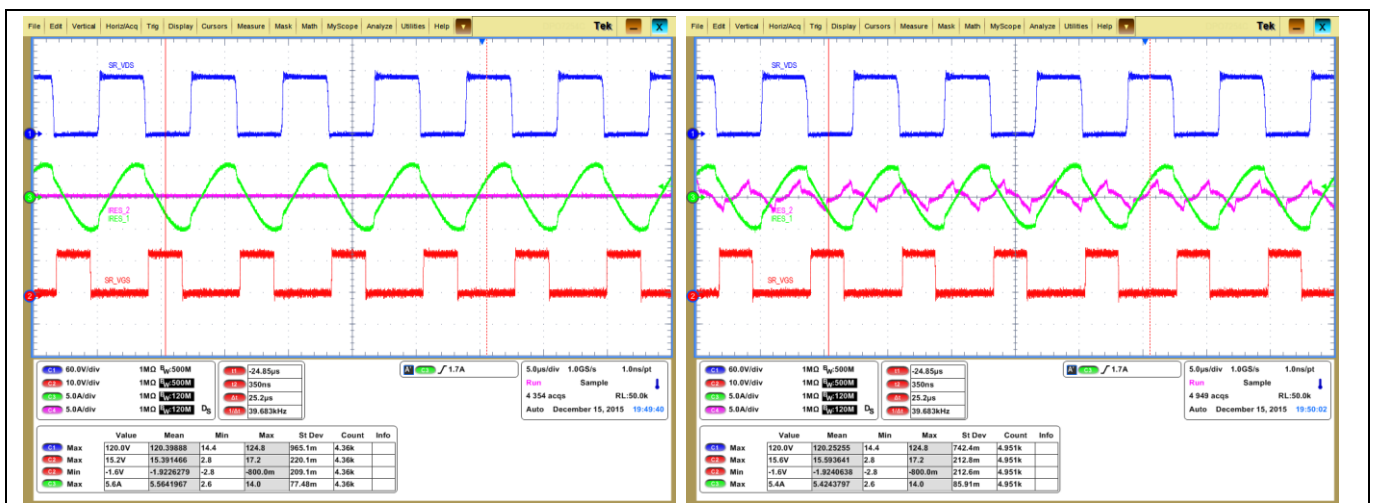 File Edit Vertical Horiz/Acq Trig Display Cursors Measure Mask Math MyScope Analyze Utilities Help Tek X
SR_VDS
1
IRES_2
IRES_1
SR_VGS
2
C1 60.0V/div 1MΩ BW:500M
C2 10.0V/div 1MΩ BW:500M
C3 5.0A/div 1MΩ BW:120M
C4 5.0A/div 1MΩ BW:120M DS
t1 -24.85µs
t2 350ns
Δt 25.2µs
1/Δt 39.683kHz
A' C3 / 1.7A
5.0µs/div 1.0GS/s 1.0ns/pt
Run Sample
4 354 acqs RL:50.0k
Auto December 15, 2015 19:49:40
Value Mean Min Max St Dev Count Info
C1 Max 120.0V 120.39888 14.4 124.8 965.1m 4.36k
C2 Max 15.2V 15.391466 2.8 17.2 220.1m 4.36k
C2 Min -1.6V -1.9226279 -2.8 -800.0m 209.1m 4.36k
C3 Max 5.6A 5.5641967 2.6 14.0 77.48m 4.36k
File Edit Vertical Horiz/Acq Trig Display Cursors Measure Mask Math MyScope Analyze Utilities Help Tek X
SR_VDS
1
IRES_2
IRES_1
SR_VGS
2
C1 60.0V/div 1MΩ BW:500M
C2 10.0V/div 1MΩ BW:500M
C3 5.0A/div 1MΩ BW:120M
C4 5.0A/div 1MΩ BW:120M DS
t1 -24.85µs
t2 350ns
Δt 25.2µs
1/Δt 39.683kHz
A' C3 / 1.7A
5.0µs/div 1.0GS/s 1.0ns/pt
Run Sample
4 949 acqs RL:50.0k
Auto December 15, 2015 19:50:02
Value Mean Min Max St Dev Count Info
C1 Max 120.0V 120.25255 14.4 124.8 742.4m 4.951k
C2 Max 15.6V 15.593641 2.8 17.2 212.8m 4.951k
C2 Min -1.6V -1.9240638 -2.8 -800.0m 212.6m 4.951k
C3 Max 5.4A 5.4243797 2.6 14.0 85.91m 4.951k